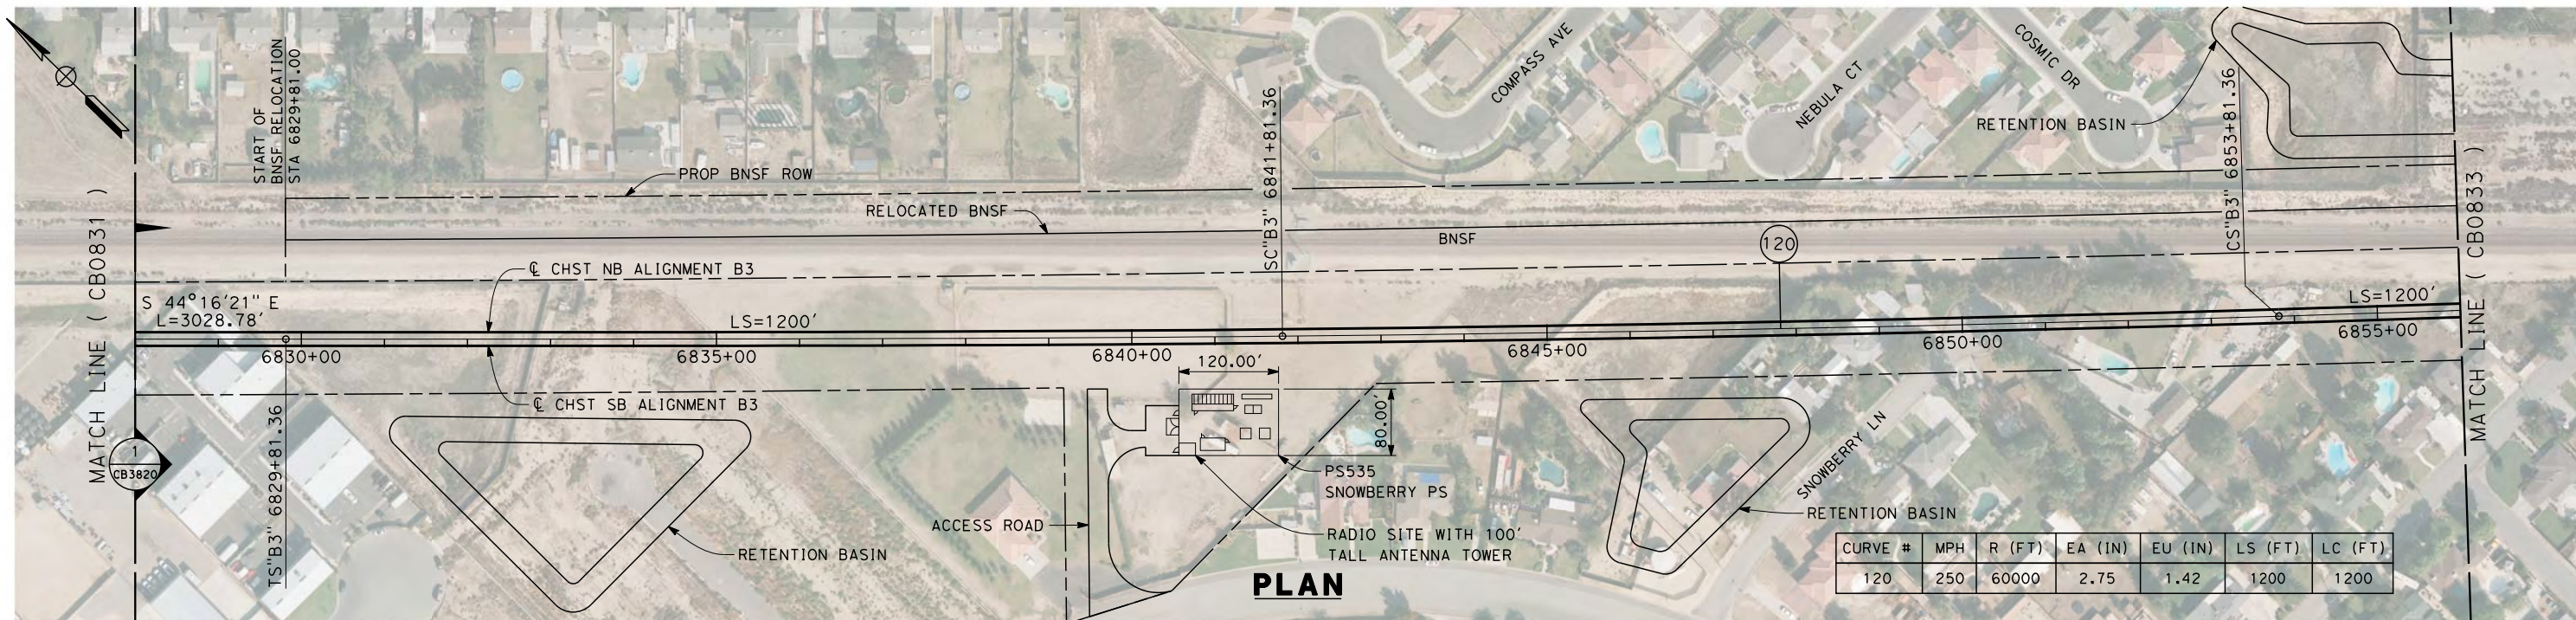 MATCH LINE ( CB0831 )
START OF
BNSF RELOCATION
STA 6829+81.00
PROP BNSF ROW
RELOCATED BNSF
BNSF
SC"B3" 6841+81.36
COMPASS AVE
NEBULA CT
COSMIC DR
RETENTION BASIN
CS"B3" 6853+81.36
MATCH LINE ( CB0833 )
120
℄ CHST NB ALIGNMENT B3
S 44°16'21" E
L=3028.78'
LS=1200'
LS=1200'
6830+00
6835+00
6840+00
6845+00
6850+00
6855+00
120.00'
80.00'
℄ CHST SB ALIGNMENT B3
TS"B3" 6829+81.36
1
CB3820
RETENTION BASIN
ACCESS ROAD
PS535
SNOWBERRY PS
RADIO SITE WITH 100'
TALL ANTENNA TOWER
SNOWBERRY LN
RETENTION BASIN
PLAN
CURVE # MPH R (FT) EA (IN) EU (IN) LS (FT) LC (FT)
120 250 60000 2.75 1.42 1200 1200